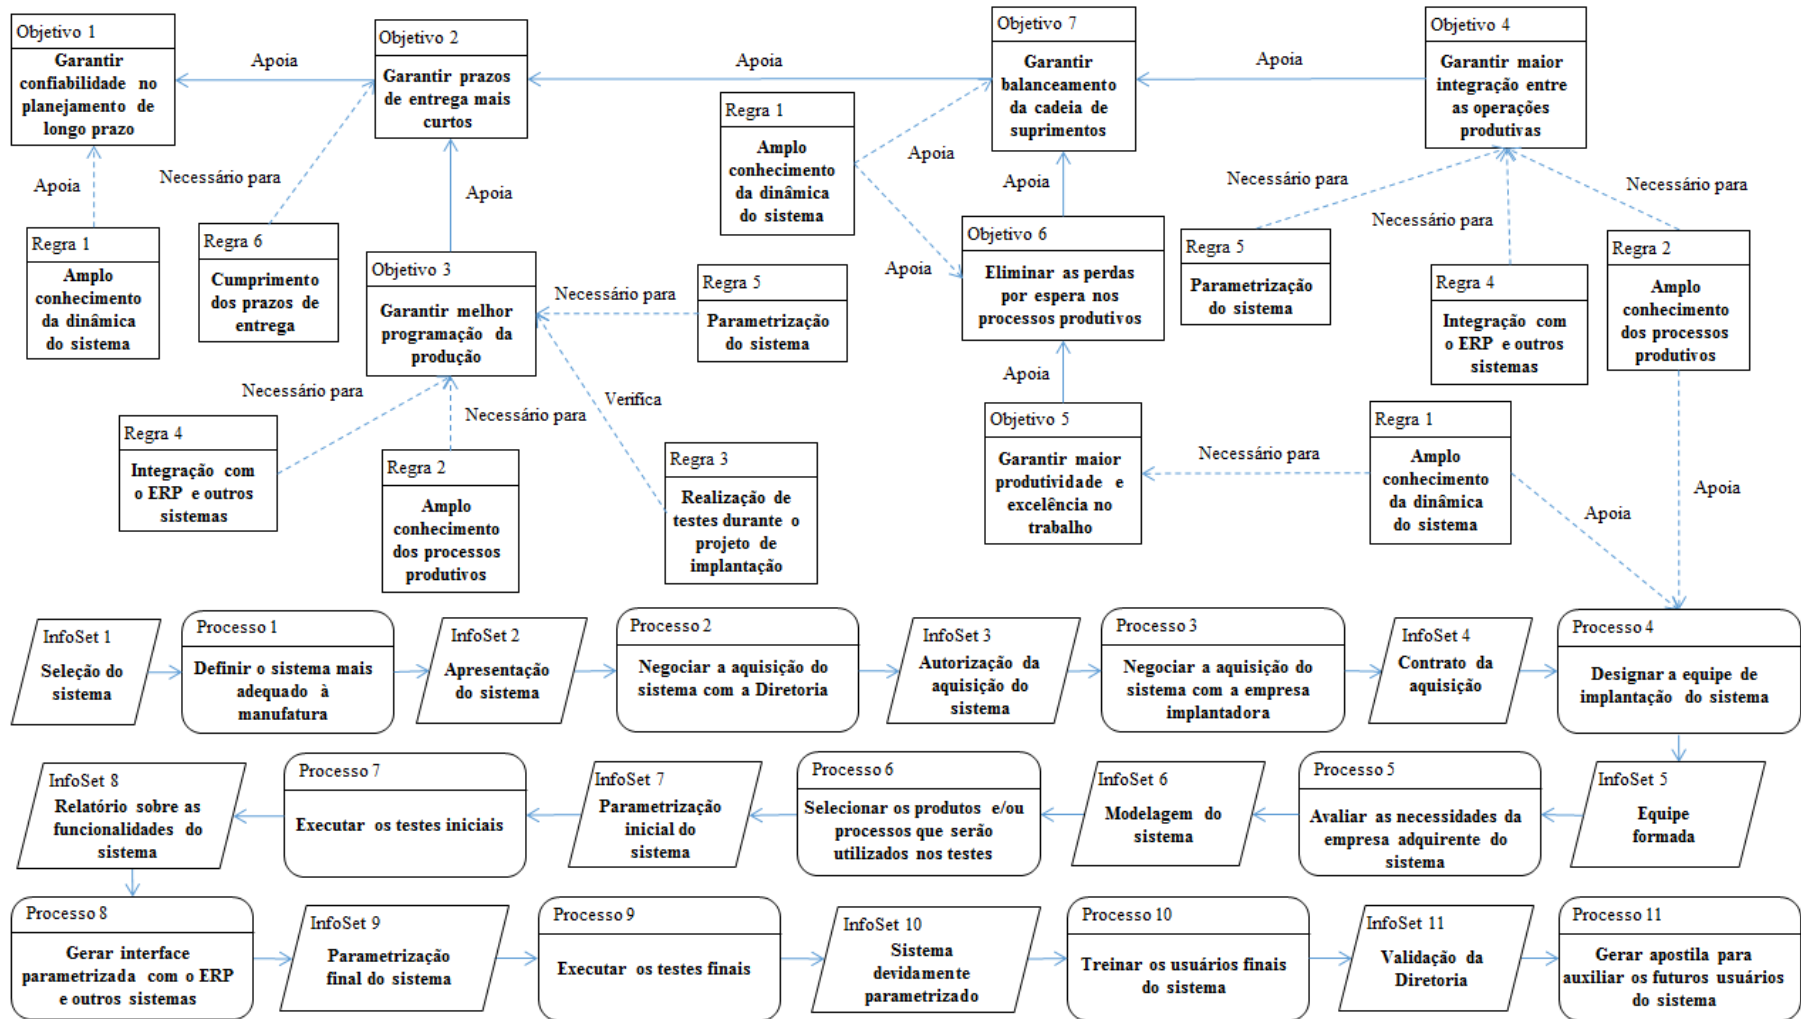 Objetivo 1
Garantir
confiabilidade no
planejamento de
longo prazo
Apoia
Objetivo 2
Garantir prazos
de entrega mais
curtos
Apoia
Objetivo 7
Garantir
balanceamento
da cadeia de
suprimentos
Apoia
Objetivo 4
Garantir maior
integração entre
as operações
produtivas
Regra 1
Amplo
conhecimento
da dinâmica
do sistema
Apoia
Apoia
Apoia
Necessário para
Apoia
Apoia
Necessário para
Necessário para
Necessário para
Regra 1
Amplo
conhecimento
da dinâmica
do sistema
Regra 6
Cumprimento
dos prazos de
entrega
Objetivo 3
Garantir melhor
programação da
produção
Necessário para
Regra 5
Parametrização
do sistema
Objetivo 6
Eliminar as perdas
por espera nos
processos produtivos
Regra 5
Parametrização
do sistema
Regra 4
Integração com
o ERP e outros
sistemas
Regra 2
Amplo
conhecimento
dos processos
produtivos
Necessário para
Necessário para
Verifica
Apoia
Regra 4
Integração com
o ERP e outros
sistemas
Regra 2
Amplo
conhecimento
dos processos
produtivos
Regra 3
Realização de
testes durante o
projeto de
implantação
Objetivo 5
Garantir maior
produtividade e
excelência no
trabalho
Necessário para
Regra 1
Amplo
conhecimento
da dinâmica
do sistema
Apoia
Apoia
InfoSet 1
Seleção do
sistema
Processo 1
Definir o sistema mais
adequado à
manufatura
InfoSet 2
Apresentação
do sistema
Processo 2
Negociar a aquisição do
sistema com a Diretoria
InfoSet 3
Autorização da
aquisição do
sistema
Processo 3
Negociar a aquisição do
sistema com a empresa
implantadora
InfoSet 4
Contrato da
aquisição
Processo 4
Designar a equipe de
implantação do sistema
InfoSet 8
Relatório sobre as
funcionalidades do
sistema
Processo 7
Executar os testes iniciais
InfoSet 7
Parametrização
inicial do
sistema
Processo 6
Selecionar os produtos e/ou
processos que serão
utilizados nos testes
InfoSet 6
Modelagem do
sistema
Processo 5
Avaliar as necessidades da
empresa adquirente do
sistema
InfoSet 5
Equipe
formada
Processo 8
Gerar interface
parametrizada com o ERP
e outros sistemas
InfoSet 9
Parametrização
final do sistema
Processo 9
Executar os testes finais
InfoSet 10
Sistema
devidamente
parametrizado
Processo 10
Treinar os usuários finais
do sistema
InfoSet 11
Validação da
Diretoria
Processo 11
Gerar apostila para
auxiliar os futuros usuários
do sistema